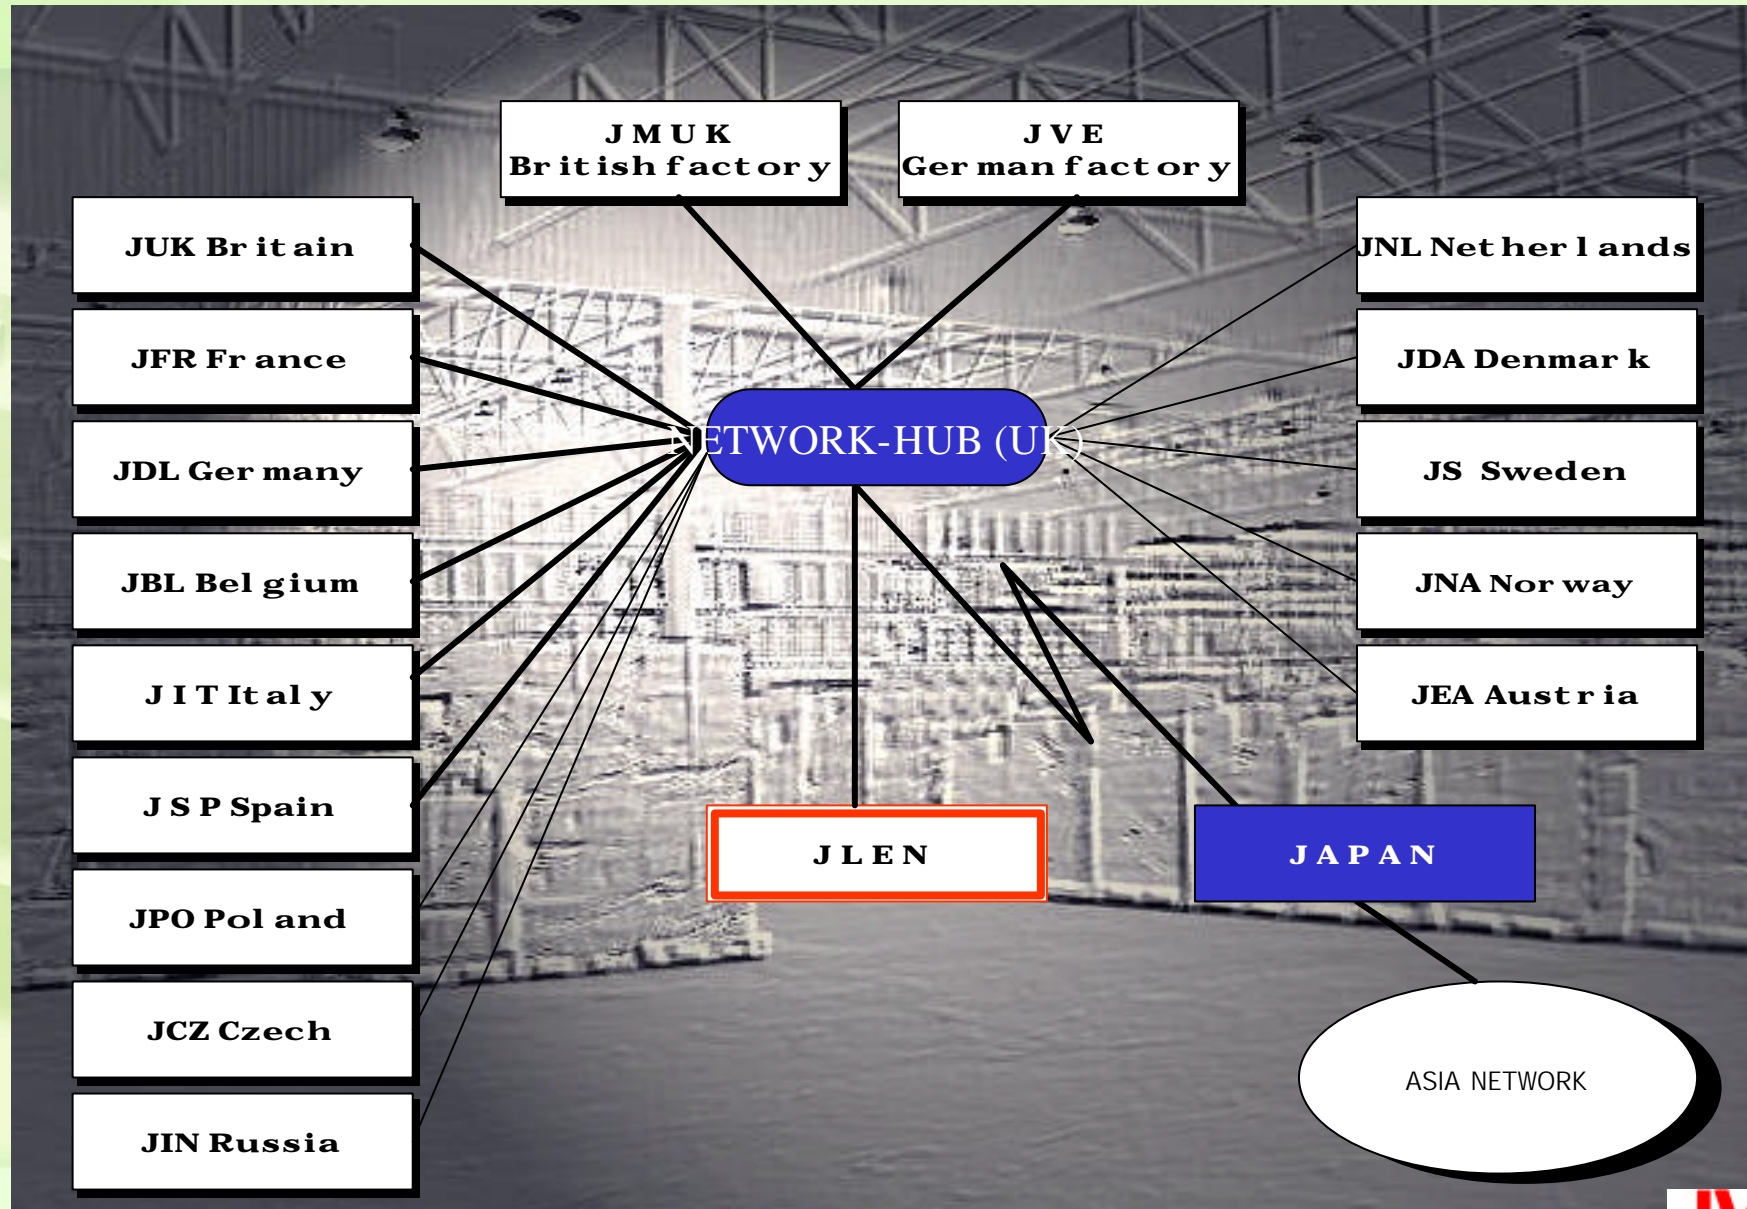 JMUK
British factory
JVE
German factory
JUK Britain
JFR France
JDL Germany
JBL Belgium
JIT Italy
JSP Spain
JPO Poland
JCZ Czech
JIN Russia
NETWORK-HUB (UK)
JNL Netherlands
JDA Denmark
JS Sweden
JNA Norway
JEA Austria
JLEN
JAPAN
ASIA NETWORK